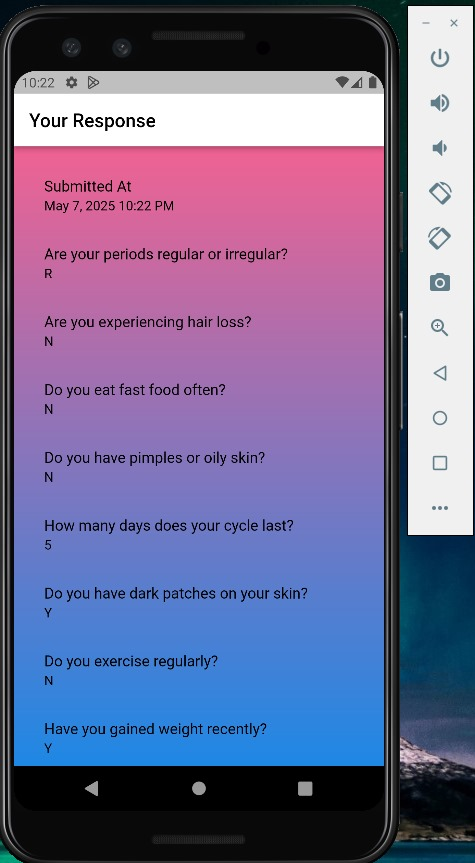 10:22
Your Response
Submitted At
May 7, 2025 10:22 PM
Are your periods regular or irregular?
R
Are you experiencing hair loss?
N
Do you eat fast food often?
N
Do you have pimples or oily skin?
N
How many days does your cycle last?
5
Do you have dark patches on your skin?
Y
Do you exercise regularly?
N
Have you gained weight recently?
Y